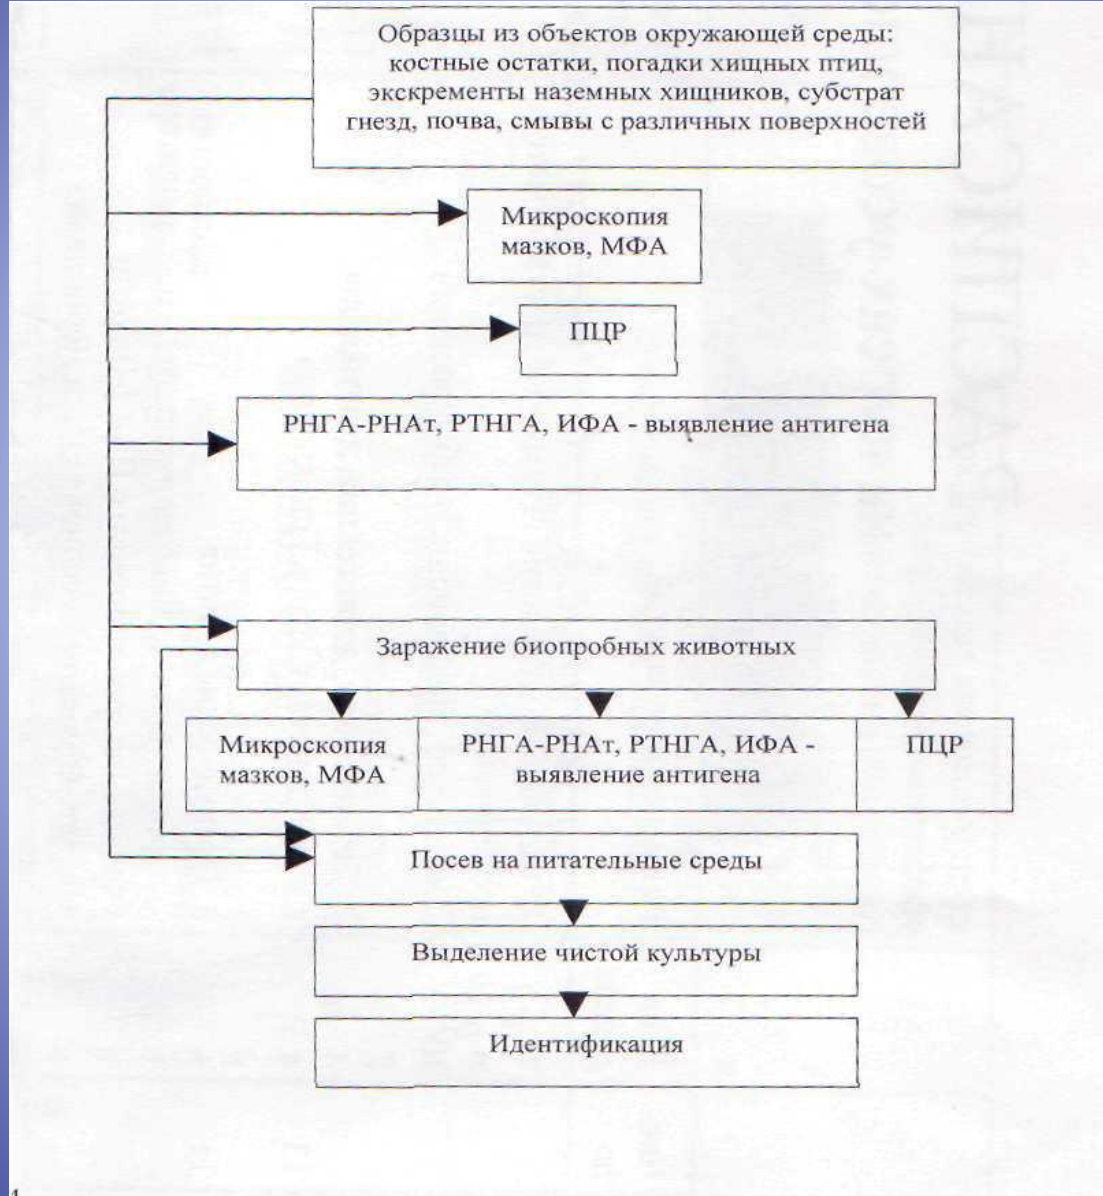 Образцы из объектов окружающей среды:
костные остатки, погадки хищных птиц,
экскременты наземных хищников, субстрат
гнезд, почва, смывы с различных поверхностей
Микроскопия
мазков, МФА
ПЦР
РНГА-РНАт, РТНГА, ИФА - выявление антигена
Заражение биопробных животных
Микроскопия
мазков, МФА
РНГА-РНАт, РТНГА, ИФА -
выявление антигена
ПЦР
Посев на питательные среды
Выделение чистой культуры
Идентификация